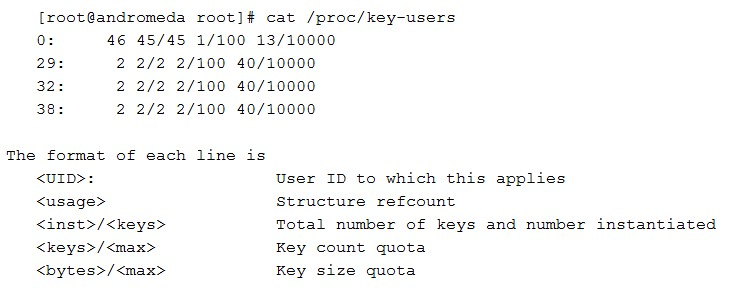 [root@andromeda root]# cat /proc/key-users
0: 46 45/45 1/100 13/10000
29: 2 2/2 2/100 40/10000
32: 2 2/2 2/100 40/10000
38: 2 2/2 2/100 40/10000
The format of each line is
<UID>: User ID to which this applies
<usage> Structure refcount
<inst>/<keys> Total number of keys and number instantiated
<keys>/<max> Key count quota
<bytes>/<max> Key size quota